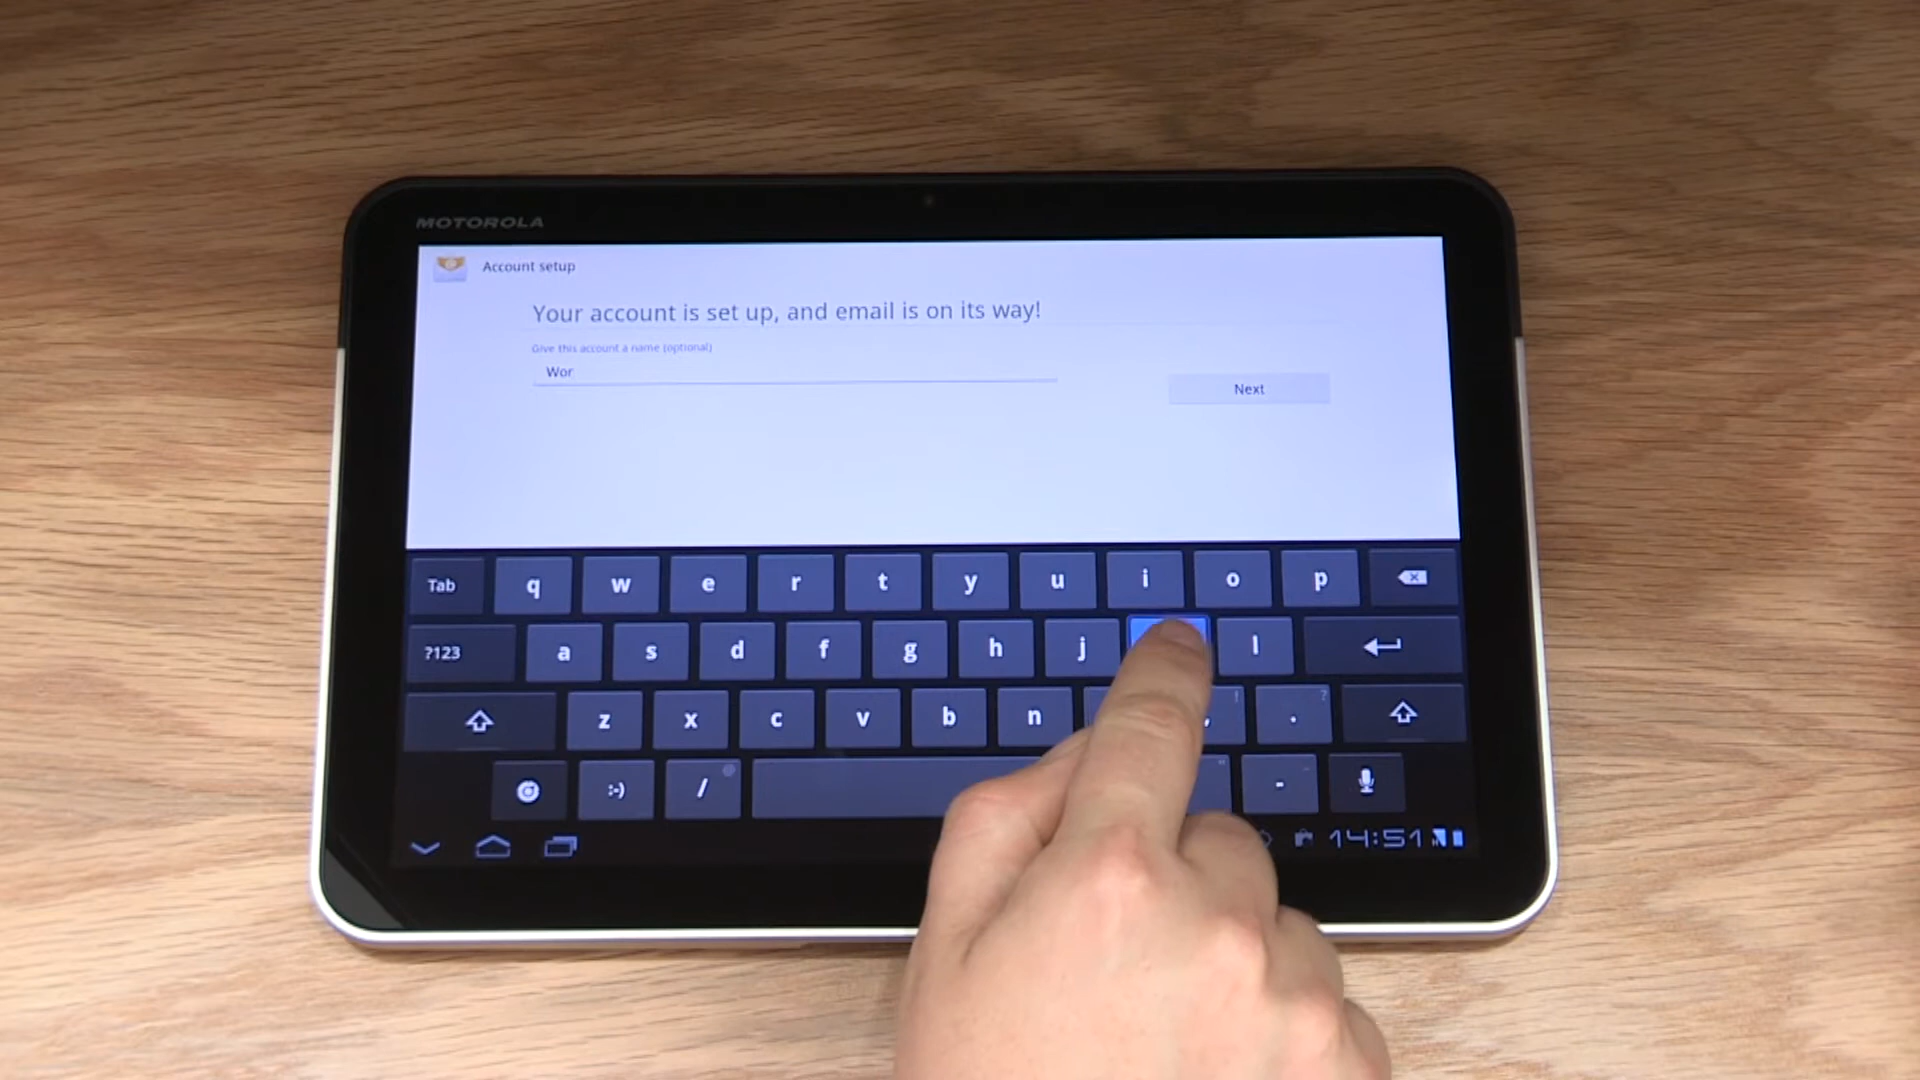 MOTOROLA
Account setup
Your account is set up, and email is on its way!
Give this account a name (optional)
Wor
Next
Tab q w e r t y u i o p
?123 a s d f g h j l
z x c v b n , ! . ?
:-) / " - _
14:51